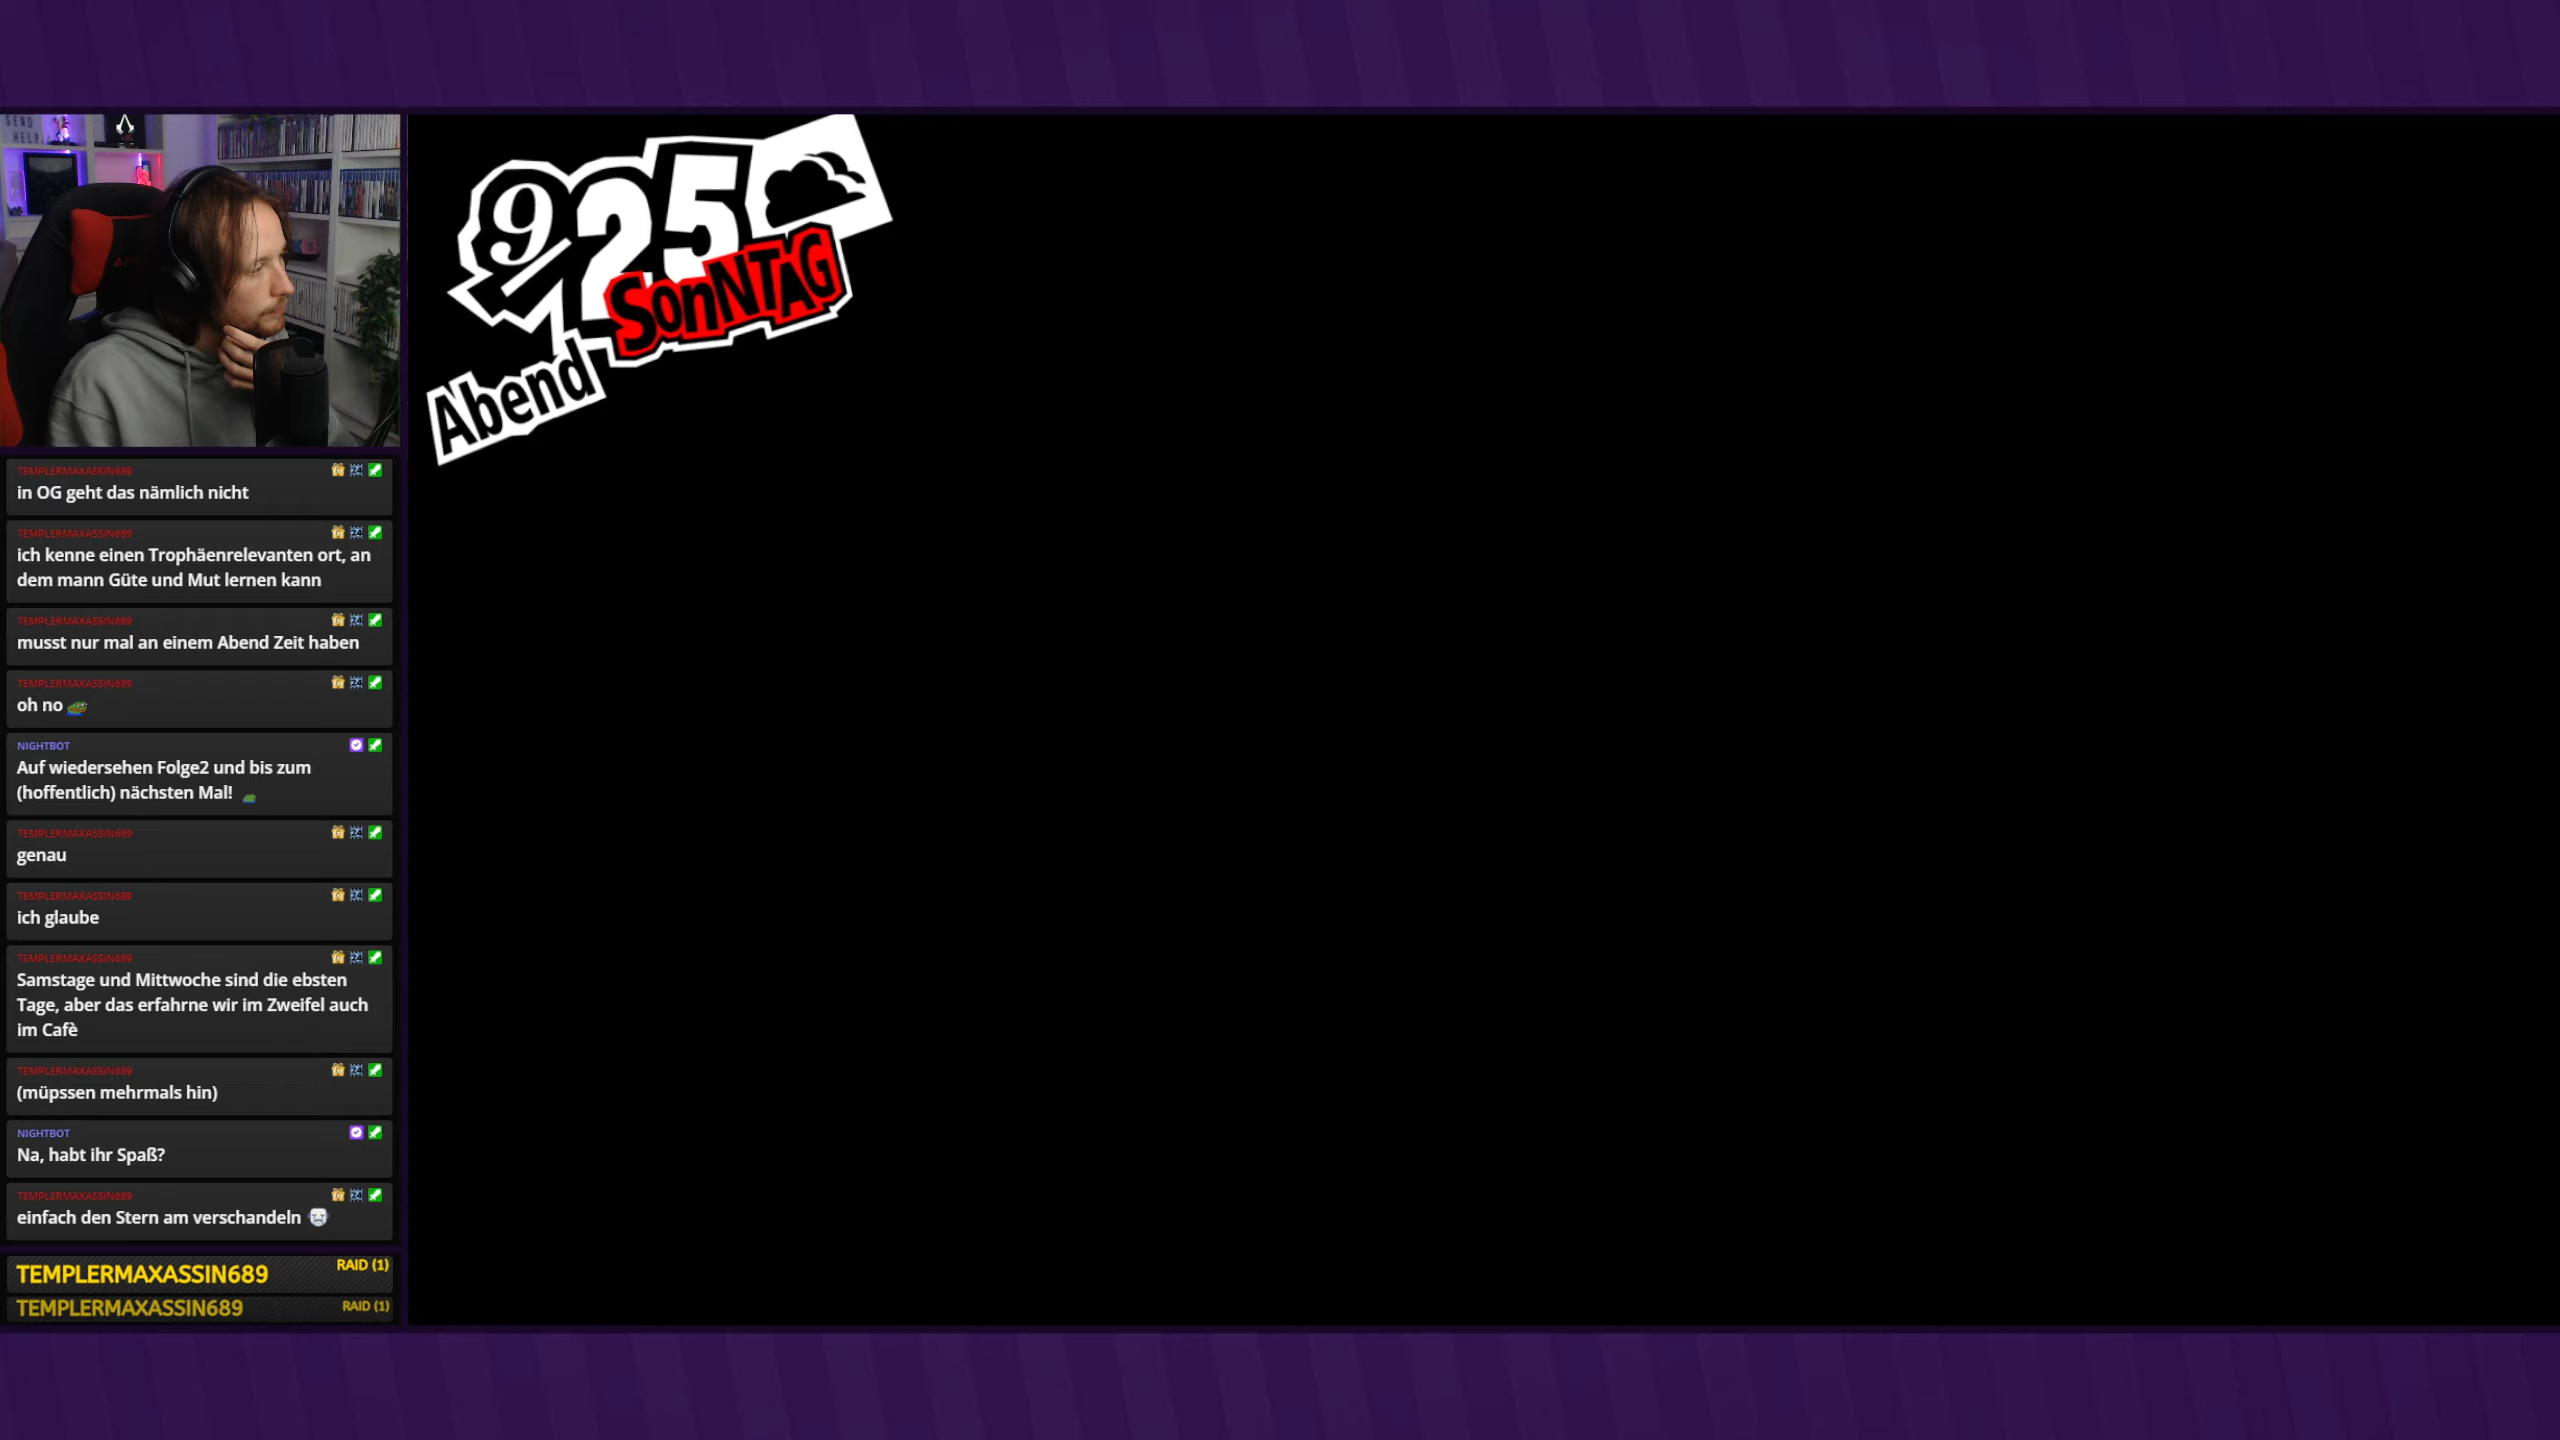 SEND
HELP
9/25
SonNTAG
Abend
TEMPLERMAXASSIN689
in OG geht das nämlich nicht
TEMPLERMAXASSIN689
ich kenne einen Trophäenrelevanten ort, an
dem mann Güte und Mut lernen kann
TEMPLERMAXASSIN689
musst nur mal an einem Abend Zeit haben
TEMPLERMAXASSIN689
oh no
NIGHTBOT
Auf wiedersehen Folge2 und bis zum
(hoffentlich) nächsten Mal!
TEMPLERMAXASSIN689
genau
TEMPLERMAXASSIN689
ich glaube
TEMPLERMAXASSIN689
Samstage und Mittwoche sind die ebsten
Tage, aber das erfahrne wir im Zweifel auch
im Cafè
TEMPLERMAXASSIN689
(müpssen mehrmals hin)
NIGHTBOT
Na, habt ihr Spaß?
TEMPLERMAXASSIN689
einfach den Stern am verschandeln
TEMPLERMAXASSIN689 RAID (1)
TEMPLERMAXASSIN689 RAID (1)